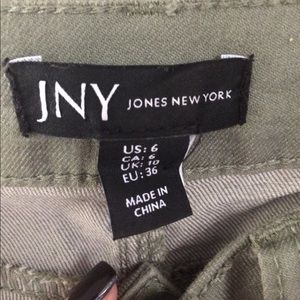 JNY JONES NEW YORK
US: 6
CA: 6
UK: 10
EU: 36
MADE IN
CHINA